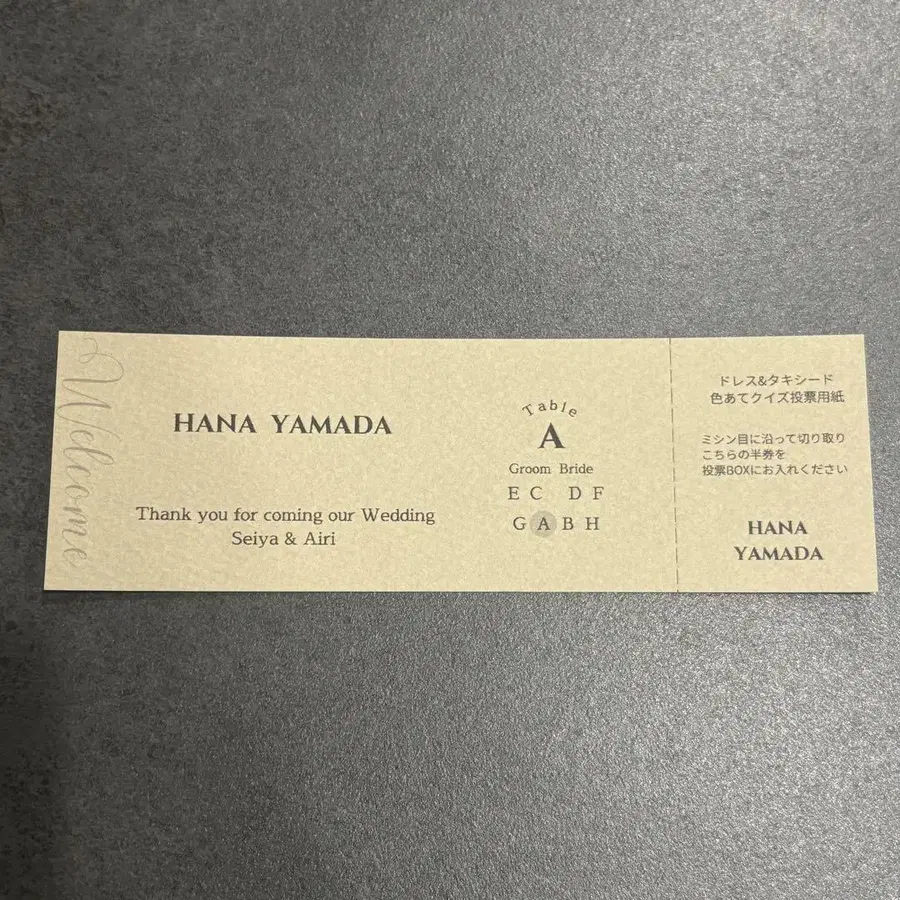 Welcome
HANA YAMADA
Thank you for coming our Wedding
Seiya & Airi
Table
A
Groom Bride
E C D F
G A B H
ドレス&タキシード
色あてクイズ投票用紙
ミシン目に沿って切り取り
こちらの半券を
投票BOXにお入れください
HANA
YAMADA